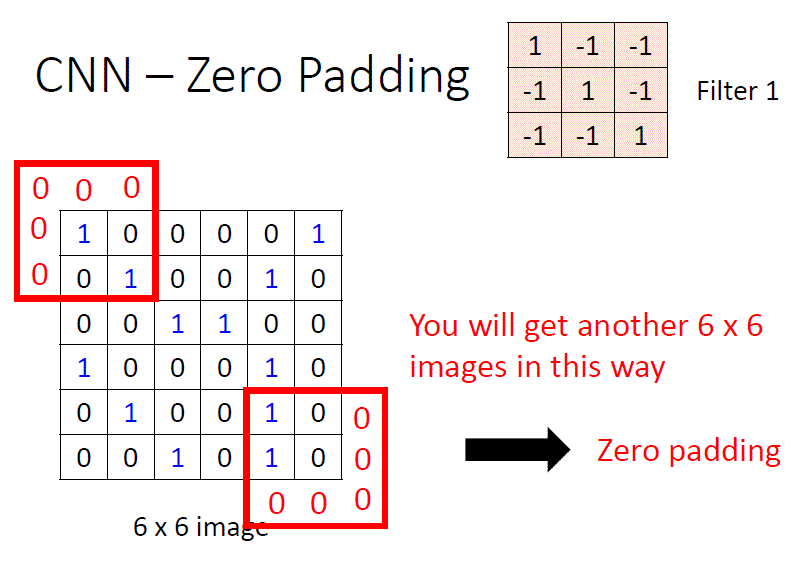 CNN – Zero Padding
1 -1 -1
-1 1 -1
-1 -1 1
Filter 1
0 0 0
0 1 0 0 0 0 1
0 0 1 0 0 1 0
0 0 1 1 0 0
1 0 0 0 1 0
0 1 0 0 1 0 0
0 0 1 0 1 0 0
0 0 0
6 x 6 image
You will get another 6 x 6
images in this way
Zero padding